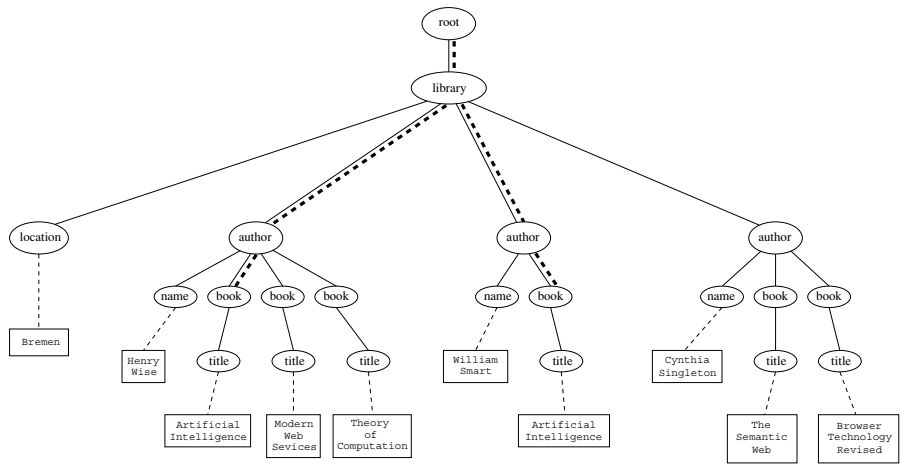 root
library
location
author
author
author
name
book
book
book
name
book
name
book
book
Bremen
Henry
Wise
title
title
title
William
Smart
title
Cynthia
Singleton
title
title
Artificial
Intelligence
Modern
Web
Sevices
Theory
of
Computation
Artificial
Intelligence
The
Semantic
Web
Browser
Technology
Revised